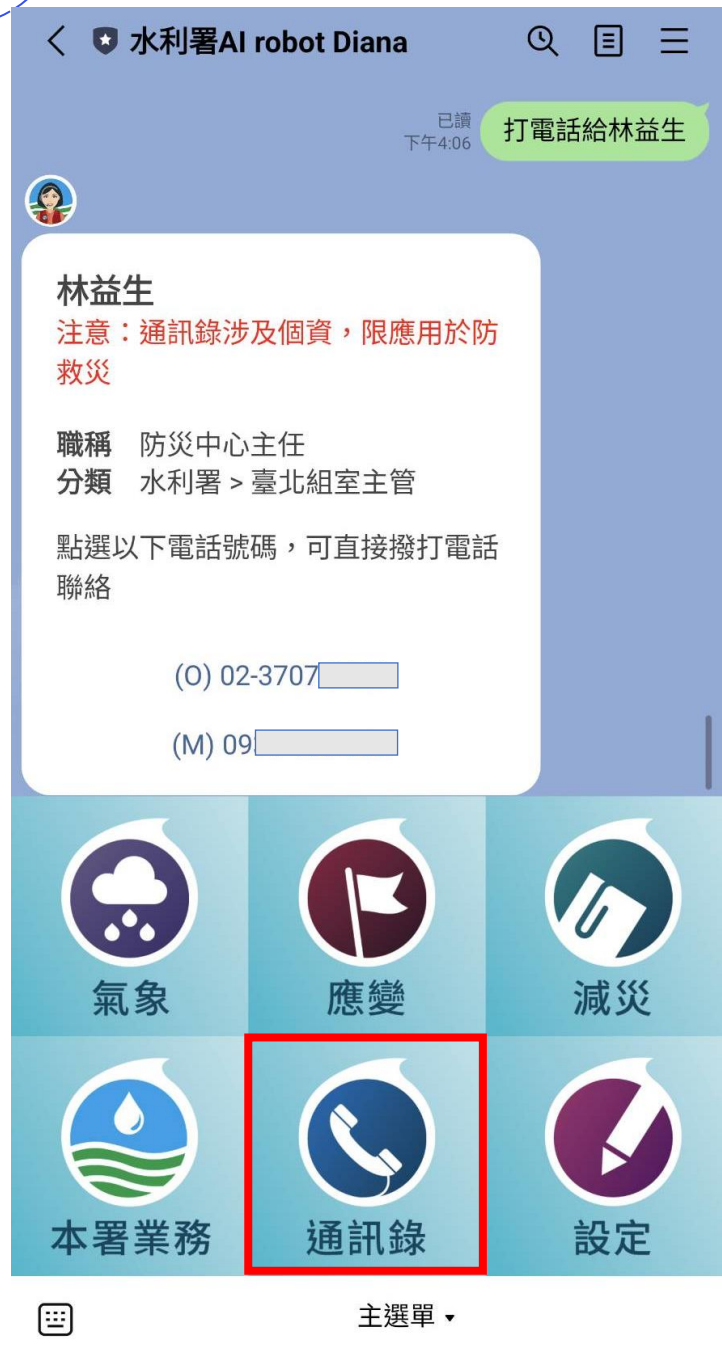 水利署AI robot Diana
已讀
下午4:06
打電話給林益生
林益生
注意：通訊錄涉及個資，限應用於防
救災
職稱 防災中心主任
分類 水利署 > 臺北組室主管
點選以下電話號碼，可直接撥打電話
聯絡
(O) 02-3707
(M) 09
氣象
應變
減災
本署業務
通訊錄
設定
主選單